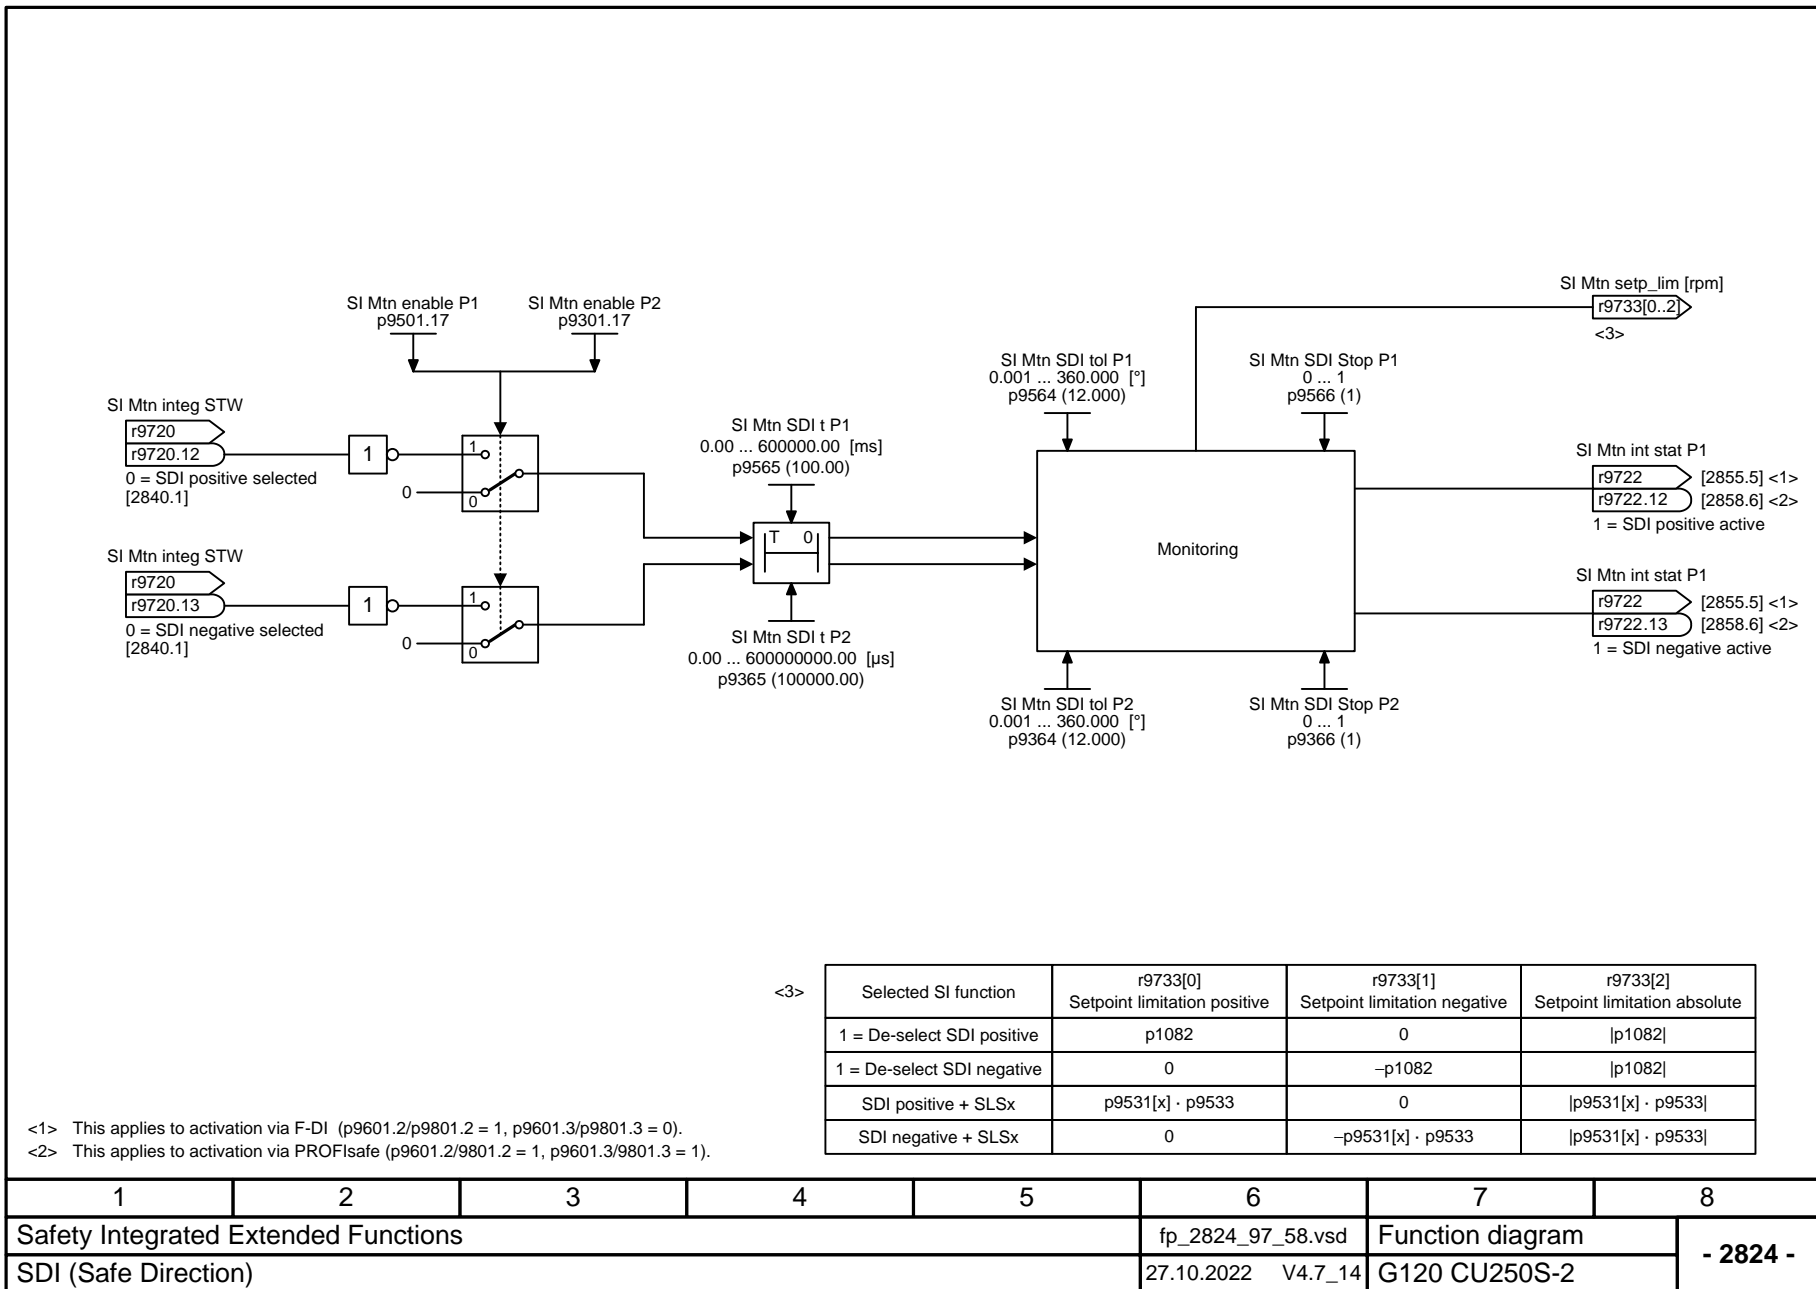 SI Mtn setp_lim [rpm]
r9733[0..2]
<3>
SI Mtn enable P1
p9501.17
SI Mtn enable P2
p9301.17
SI Mtn SDI tol P1
0.001 ... 360.000 [°]
p9564 (12.000)
SI Mtn SDI Stop P1
0 ... 1
p9566 (1)
SI Mtn integ STW
r9720
r9720.12
0 = SDI positive selected
[2840.1]
1
1
0
0
SI Mtn SDI t P1
0.00 ... 600000.00 [ms]
p9565 (100.00)
T 0
SI Mtn int stat P1
r9722 [2855.5] <1>
r9722.12 [2858.6] <2>
1 = SDI positive active
Monitoring
SI Mtn integ STW
r9720
r9720.13
0 = SDI negative selected
[2840.1]
1
1
0
0
SI Mtn SDI t P2
0.00 ... 600000000.00 [µs]
p9365 (100000.00)
SI Mtn int stat P1
r9722 [2855.5] <1>
r9722.13 [2858.6] <2>
1 = SDI negative active
SI Mtn SDI tol P2
0.001 ... 360.000 [°]
p9364 (12.000)
SI Mtn SDI Stop P2
0 ... 1
p9366 (1)
<3>
Selected SI function
r9733[0]
Setpoint limitation positive
r9733[1]
Setpoint limitation negative
r9733[2]
Setpoint limitation absolute
1 = De-select SDI positive p1082 0 |p1082|
1 = De-select SDI negative 0 –p1082 |p1082|
SDI positive + SLSx p9531[x] · p9533 0 |p9531[x] · p9533|
SDI negative + SLSx 0 –p9531[x] · p9533 |p9531[x] · p9533|
<1> This applies to activation via F-DI (p9601.2/p9801.2 = 1, p9601.3/p9801.3 = 0).
<2> This applies to activation via PROFIsafe (p9601.2/9801.2 = 1, p9601.3/9801.3 = 1).
1 2 3 4 5 6 7 8
Safety Integrated Extended Functions fp_2824_97_58.vsd Function diagram
- 2824 -
SDI (Safe Direction) 27.10.2022 V4.7_14 G120 CU250S-2